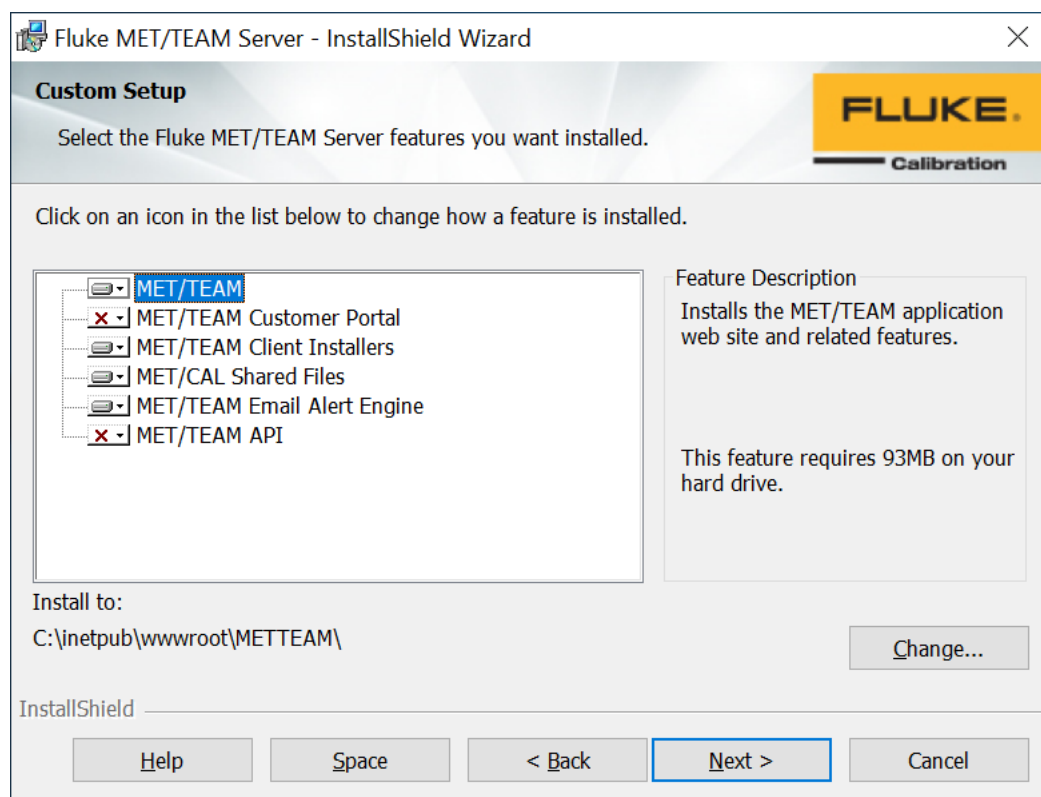 Fluke MET/TEAM Server - InstallShield Wizard
Custom Setup
Select the Fluke MET/TEAM Server features you want installed.
FLUKE.
Calibration
Click on an icon in the list below to change how a feature is installed.
MET/TEAM
MET/TEAM Customer Portal
MET/TEAM Client Installers
MET/CAL Shared Files
MET/TEAM Email Alert Engine
MET/TEAM API
Feature Description
Installs the MET/TEAM application
web site and related features.
This feature requires 93MB on your
hard drive.
Install to:
C:\inetpub\wwwroot\METTEAM\
Change...
InstallShield
Help
Space
< Back
Next >
Cancel